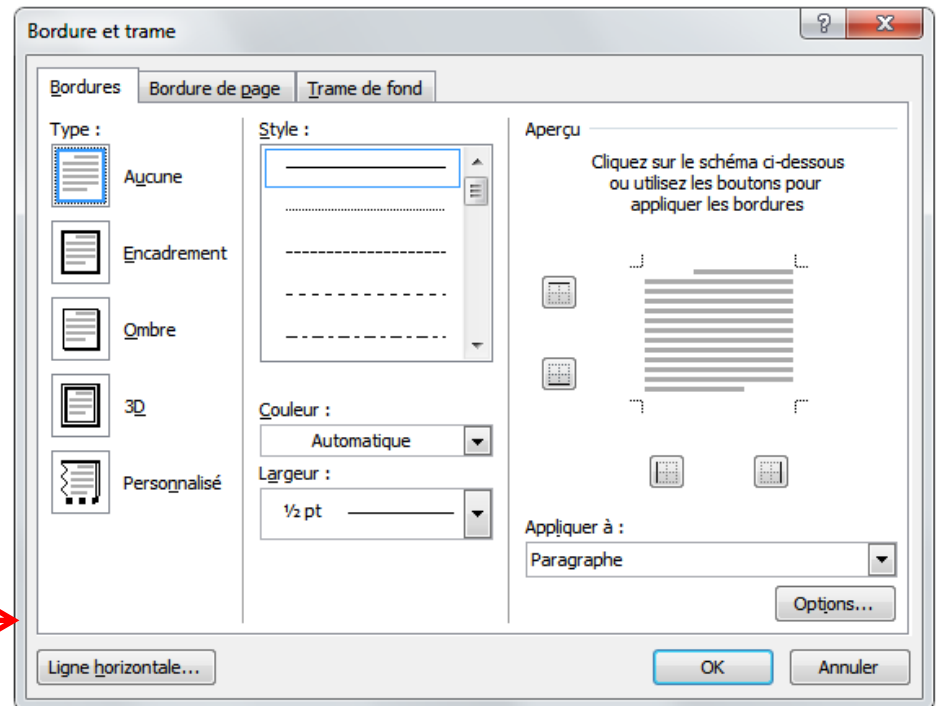 Bordure et trame
Bordures
Bordure de page
Trame de fond
Type :
Aucune
Encadrement
Ombre
3D
Personnalisé
Style :
Couleur :
Automatique
Largeur :
½ pt
Aperçu
Cliquez sur le schéma ci-dessous
ou utilisez les boutons pour
appliquer les bordures
Appliquer à :
Paragraphe
Options...
Ligne horizontale...
OK
Annuler